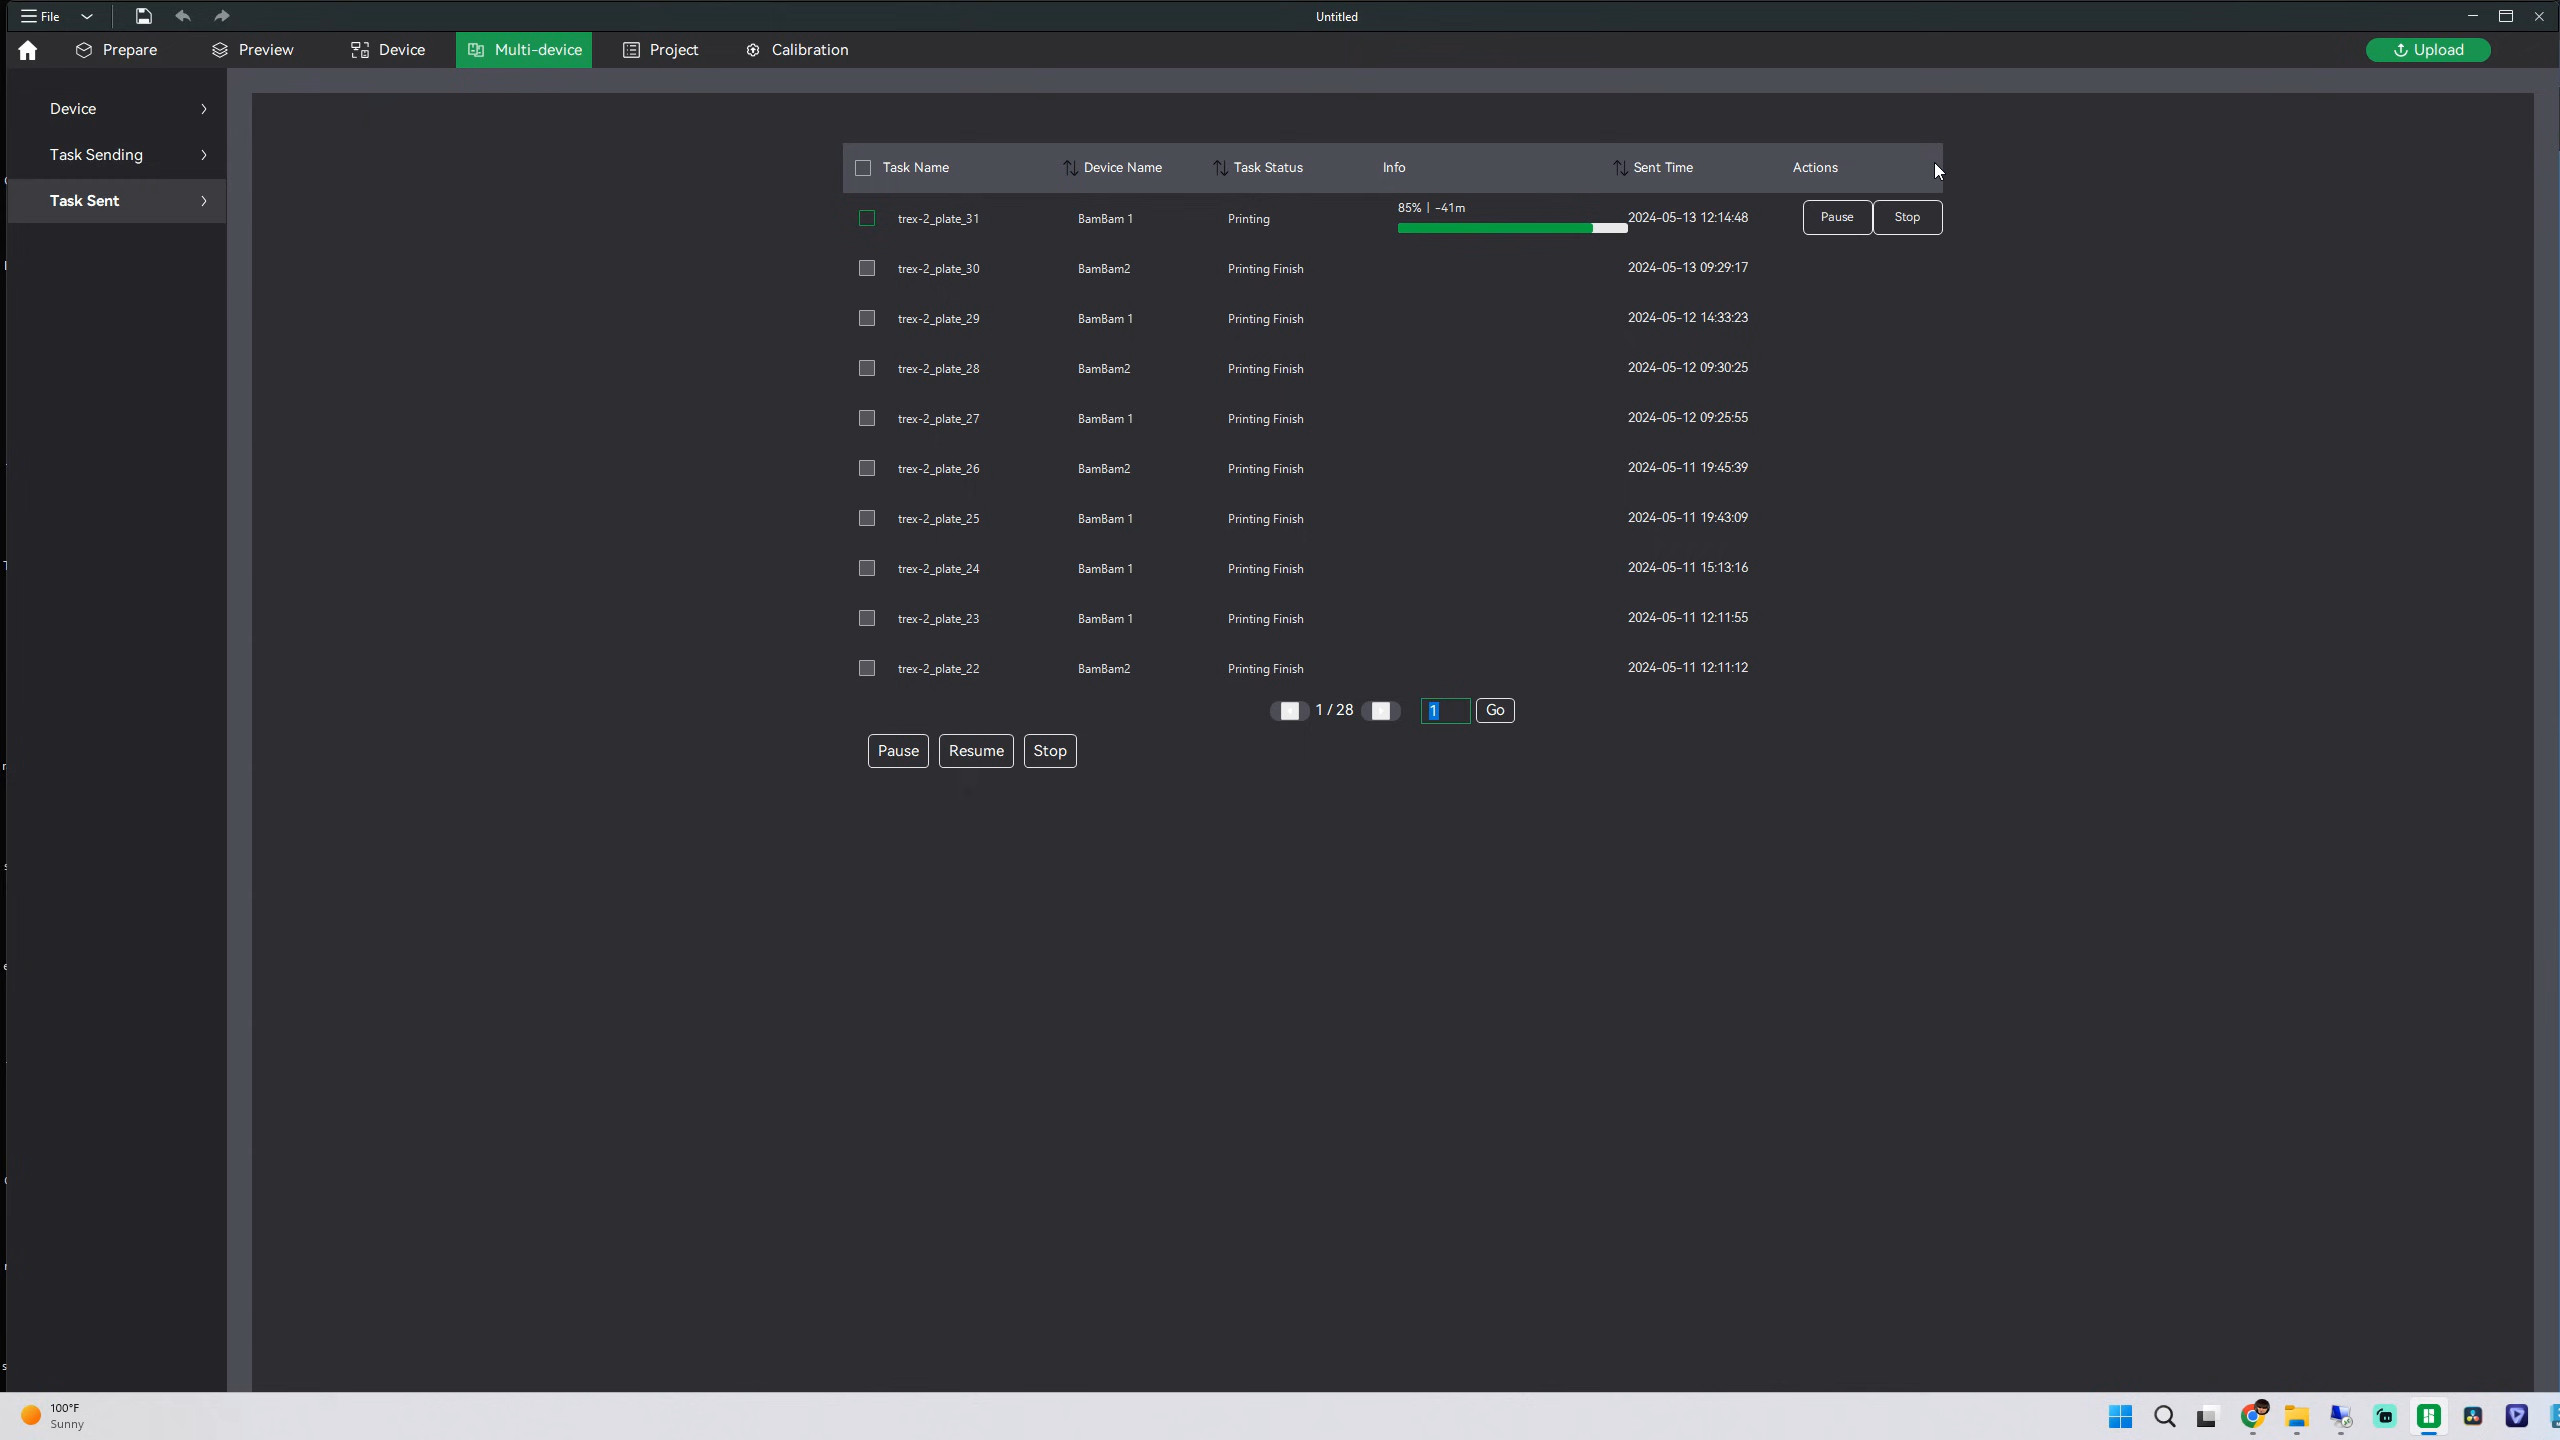 File Untitled
Prepare Preview Device Multi-device Project Calibration Upload
Device
Task Sending
Task Sent
Task Name Device Name Task Status Info Sent Time Actions
trex-2_plate_31 BamBam 1 Printing 85% | -41m 2024-05-13 12:14:48 Pause Stop
trex-2_plate_30 BamBam2 Printing Finish 2024-05-13 09:29:17
trex-2_plate_29 BamBam 1 Printing Finish 2024-05-12 14:33:23
trex-2_plate_28 BamBam2 Printing Finish 2024-05-12 09:30:25
trex-2_plate_27 BamBam 1 Printing Finish 2024-05-12 09:25:55
trex-2_plate_26 BamBam2 Printing Finish 2024-05-11 19:45:39
trex-2_plate_25 BamBam 1 Printing Finish 2024-05-11 19:43:09
trex-2_plate_24 BamBam 1 Printing Finish 2024-05-11 15:13:16
trex-2_plate_23 BamBam 1 Printing Finish 2024-05-11 12:11:55
trex-2_plate_22 BamBam2 Printing Finish 2024-05-11 12:11:12
1 / 28 1 Go
Pause Resume Stop
100°F
Sunny